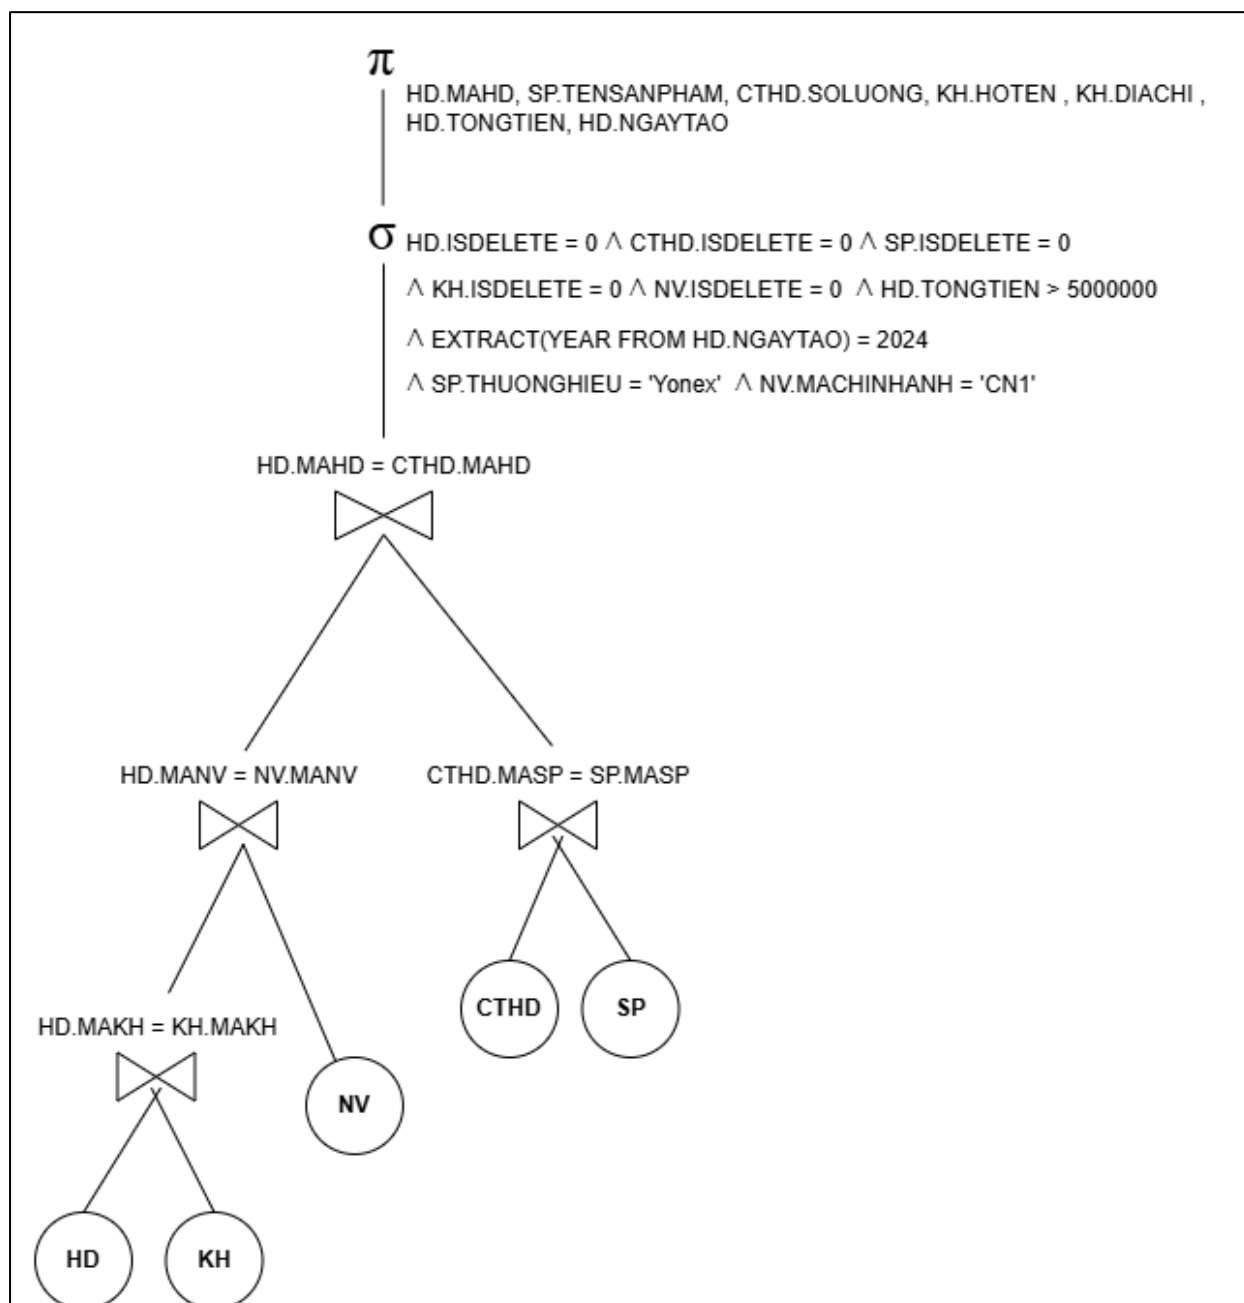 π
HD.MAHD, SP.TENSANPHAM, CTHD.SOLUONG, KH.HOTEN , KH.DIACHI ,
HD.TONGTIEN, HD.NGAYTAO
σ HD.ISDELETE = 0 ∧ CTHD.ISDELETE = 0 ∧ SP.ISDELETE = 0
∧ KH.ISDELETE = 0 ∧ NV.ISDELETE = 0 ∧ HD.TONGTIEN > 5000000
∧ EXTRACT(YEAR FROM HD.NGAYTAO) = 2024
∧ SP.THUONGHIEU = 'Yonex' ∧ NV.MACHINHANH = 'CN1'
HD.MAHD = CTHD.MAHD
HD.MANV = NV.MANV
CTHD.MASP = SP.MASP
CTHD
SP
HD.MAKH = KH.MAKH
NV
HD
KH